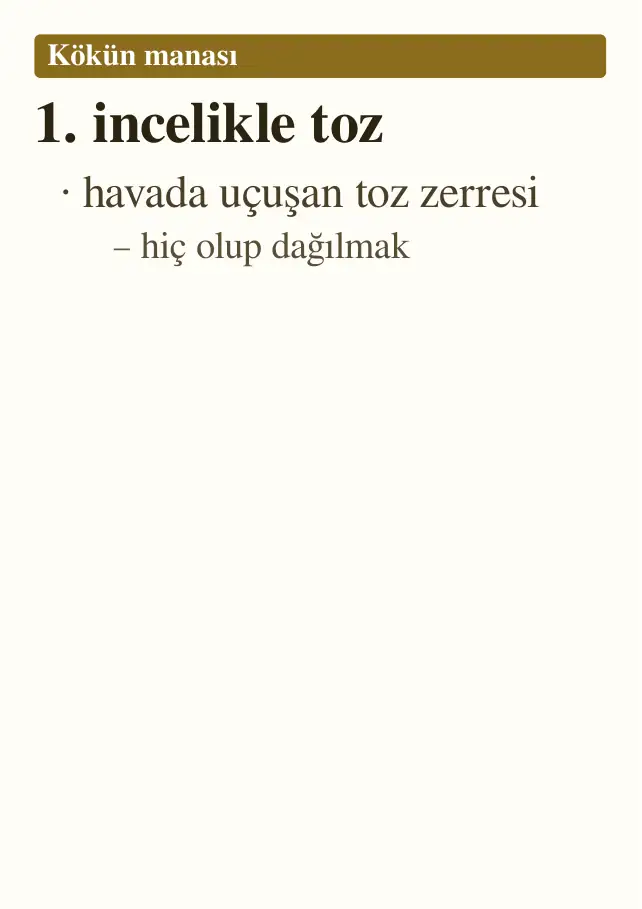 Kökün manası
1. incelikle toz
· havada uçuşan toz zerresi
– hiç olup dağılmak